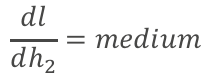 dl/dh₂ = medium